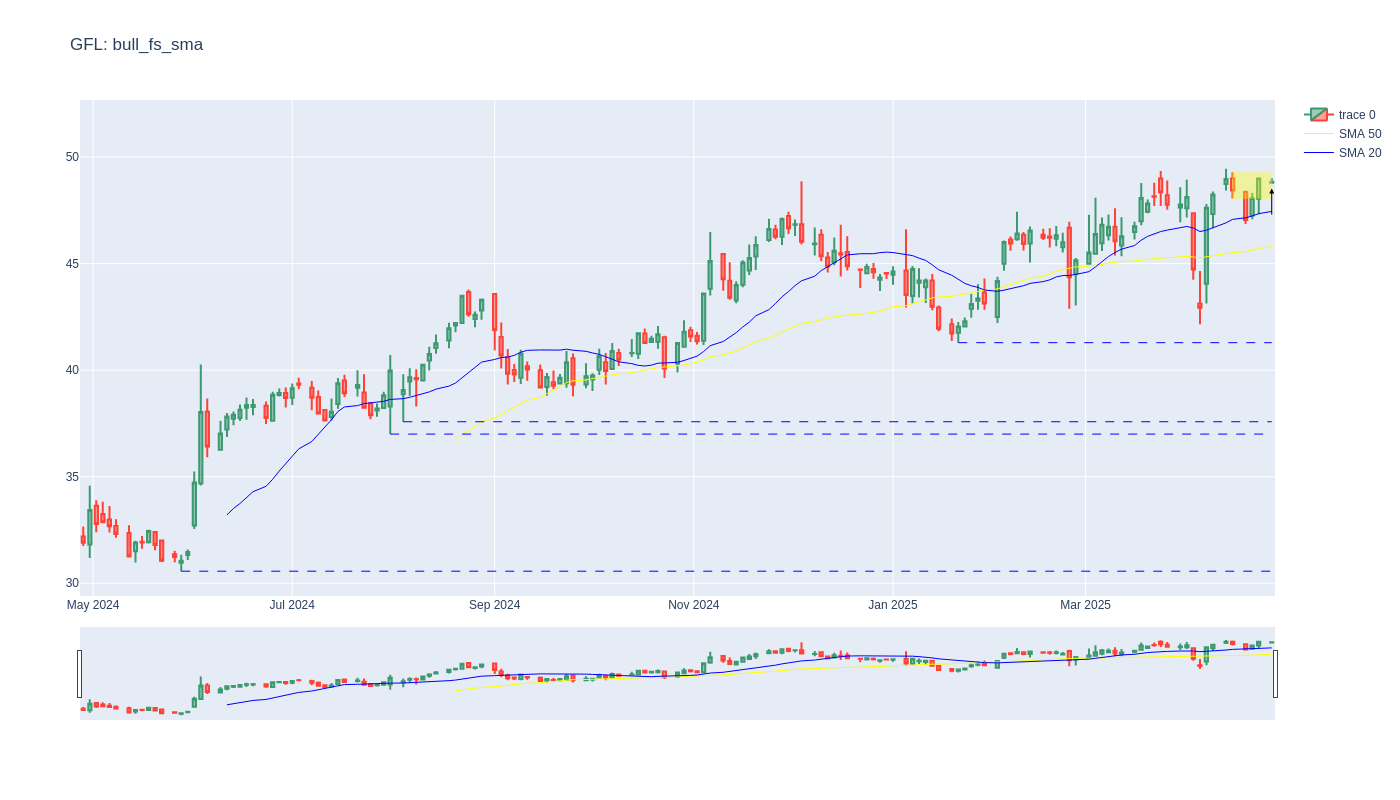 GFL: bull_fs_sma
trace 0
SMA 50
SMA 20
50
45
40
35
30
May 2024
Jul 2024
Sep 2024
Nov 2024
Jan 2025
Mar 2025